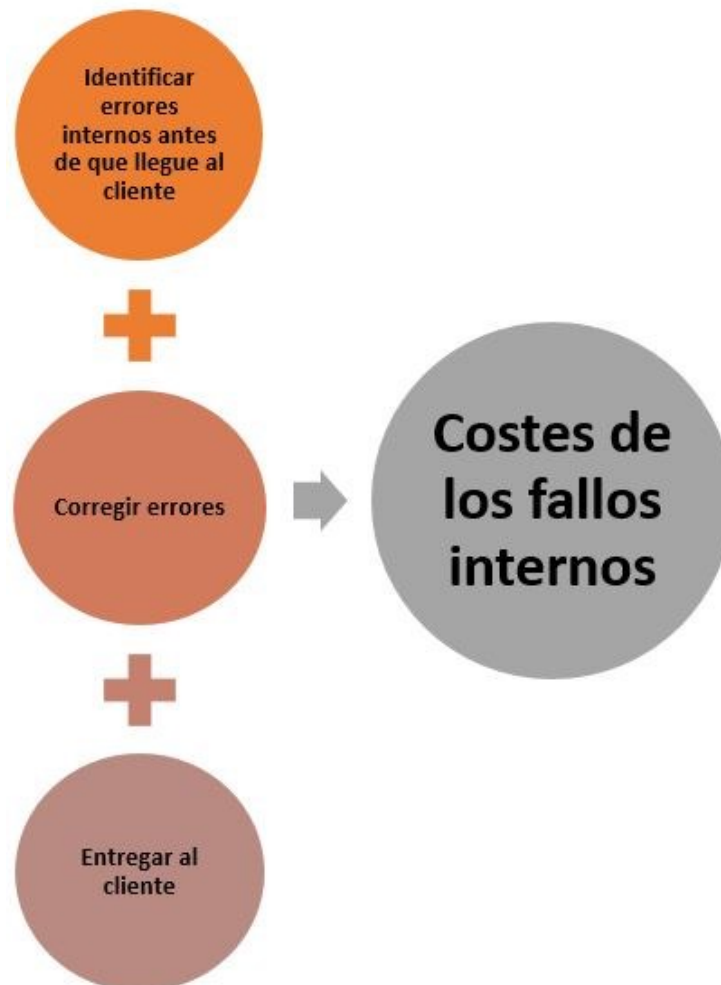 Identificar
errores
internos antes
de que llegue al
cliente
Corregir errores
Costes de
los fallos
internos
Entregar al
cliente